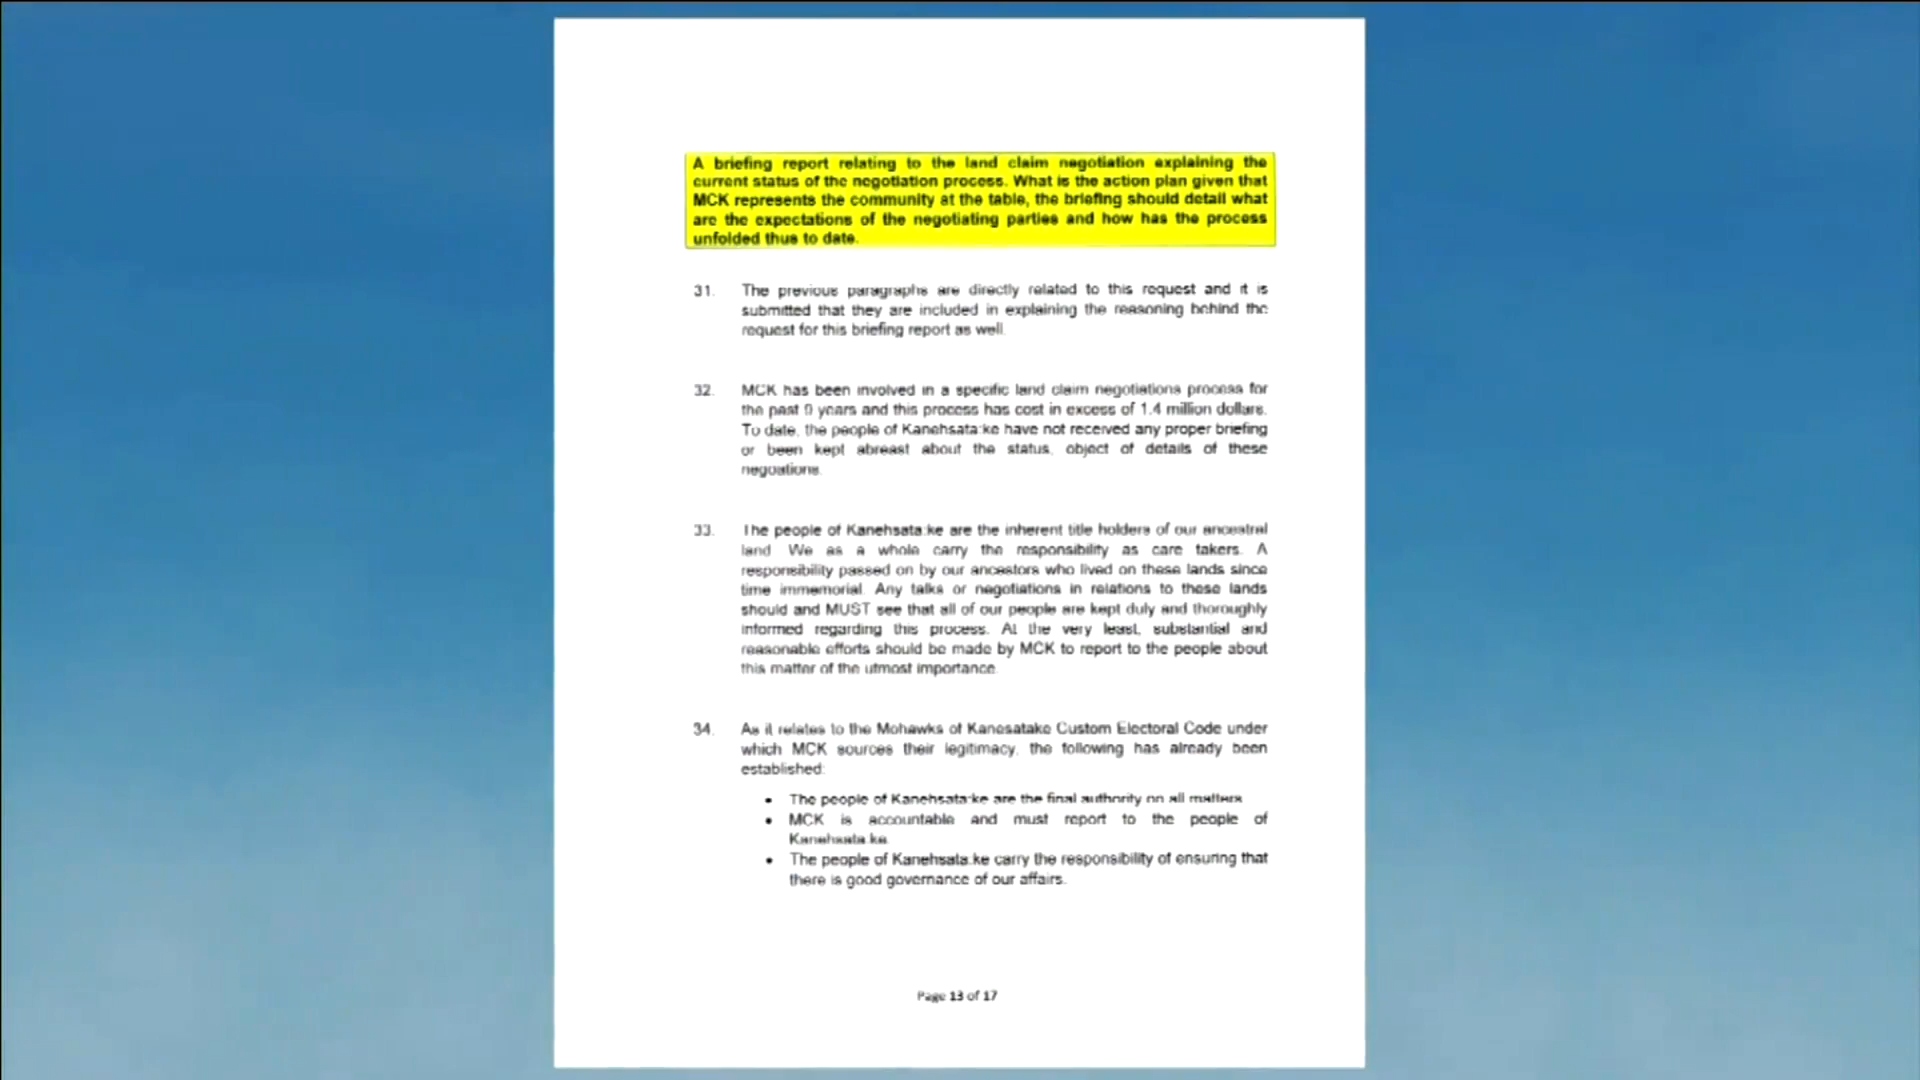 A briefing report relating to the land claim negotiation explaining the
current status of the negotiation process. What is the action plan given that
MCK represents the community at the table, the briefing should detail what
are the expectations of the negotiating parties and how has the process
unfolded thus to date.
31. The previous paragraphs are directly related to this request and it is
submitted that they are included in explaining the reasoning behind the
request for this briefing report as well.
32. MCK has been involved in a specific land claim negotiations process for
the past 9 years and this process has cost in excess of 1.4 million dollars.
To date, the people of Kanehsata:ke have not received any proper briefing
or been kept abreast about the status, object of details of these
negoations.
33. The people of Kanehsata:ke are the inherent title holders of our ancestral
land. We as a whole carry the responsibility as care takers. A
responsibility passed on by our ancestors who lived on these lands since
time immemorial. Any talks or negotiations in relations to these lands
should and MUST see that all of our people are kept duly and thoroughly
informed regarding this process. At the very least, substantial and
reasonable efforts should be made by MCK to report to the people about
this matter of the utmost importance.
34. As it relates to the Mohawks of Kanesatake Custom Electoral Code under
which MCK sources their legitimacy, the following has already been
established:
• The people of Kanehsata:ke are the final authority on all matters.
• MCK is accountable and must report to the people of
Kanehsata:ke.
• The people of Kanehsata:ke carry the responsibility of ensuring that
there is good governance of our affairs.
Page 13 of 17